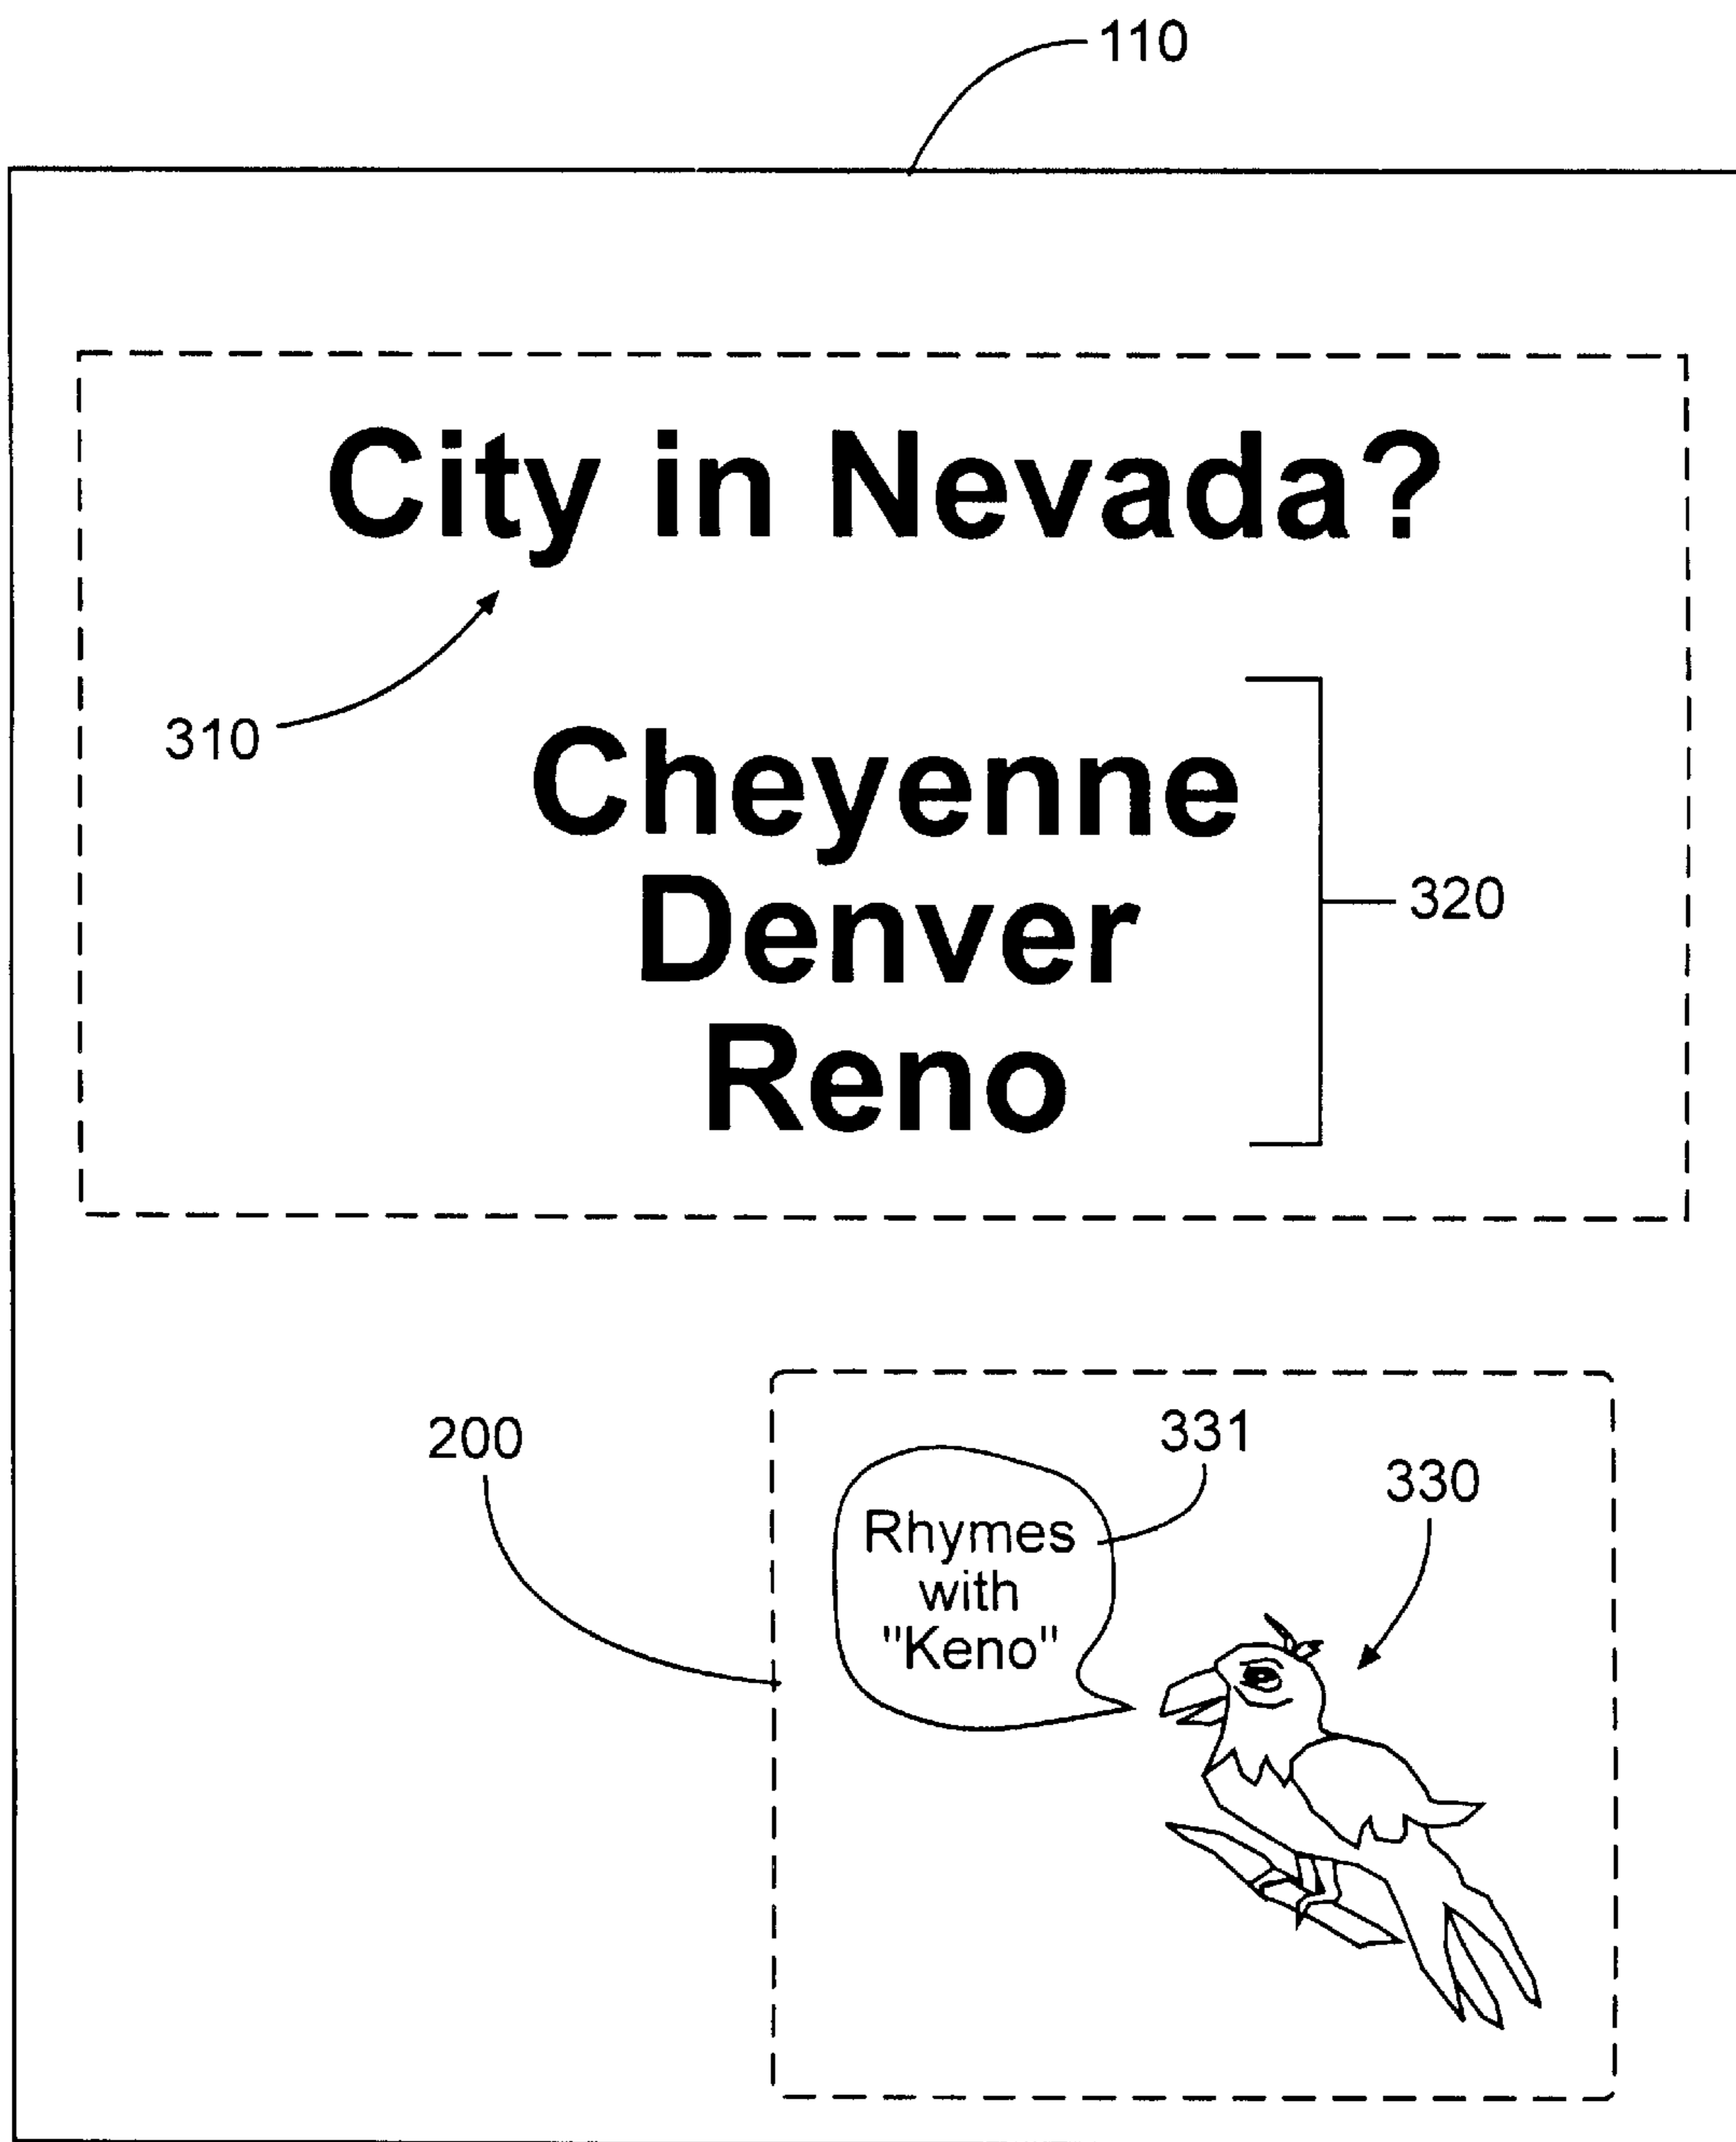 110
City in Nevada?
310
Cheyenne
Denver
320
Reno
200
331
330
Rhymes
with
"Keno"